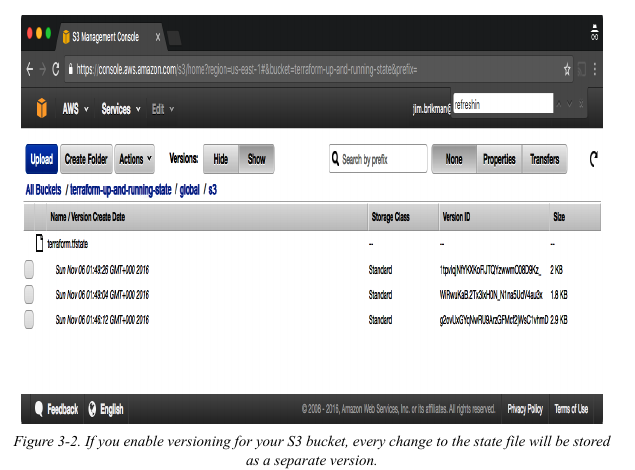 S3 Management Console x
https://console.aws.amazon.com/s3/home?region=us-east-1#&bucket=terraform-up-and-running-state&prefix=
AWS Services Edit jim.brikman@ refreshin
Upload Create Folder Actions Versions: Hide Show Search by prefix None Properties Transfers
All Buckets / terraform-up-and-running-state / global / s3
Name / Version Create Date Storage Class Version ID Size
terraform.tfstate -- -- --
Sun Nov 06 01:49:26 GMT+000 2016 Standard 2 KB
Sun Nov 06 01:49:04 GMT+000 2016 Standard 1.8 KB
Sun Nov 06 01:46:12 GMT+000 2016 Standard 2.9 KB
Feedback English © 2008 - 2016, Amazon Web Services, Inc. or its affiliates. All rights reserved. Privacy Policy Terms of Use
Figure 3-2. If you enable versioning for your S3 bucket, every change to the state file will be stored
as a separate version.